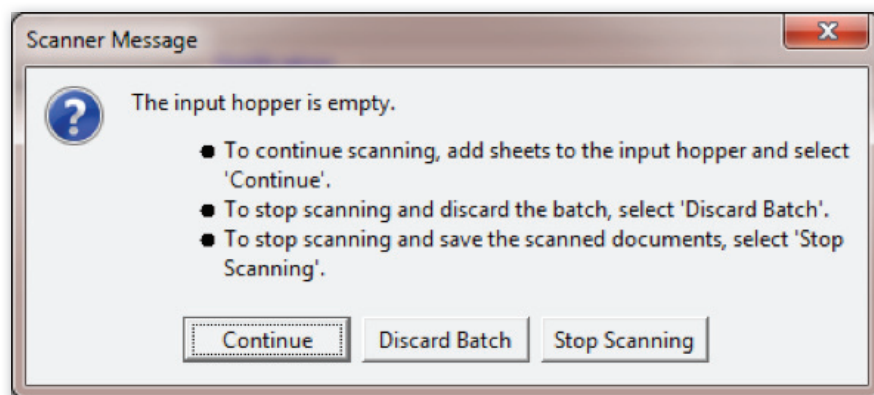 Scanner Message
The input hopper is empty.
● To continue scanning, add sheets to the input hopper and select
'Continue'.
● To stop scanning and discard the batch, select 'Discard Batch'.
● To stop scanning and save the scanned documents, select 'Stop
Scanning'.
Continue Discard Batch Stop Scanning